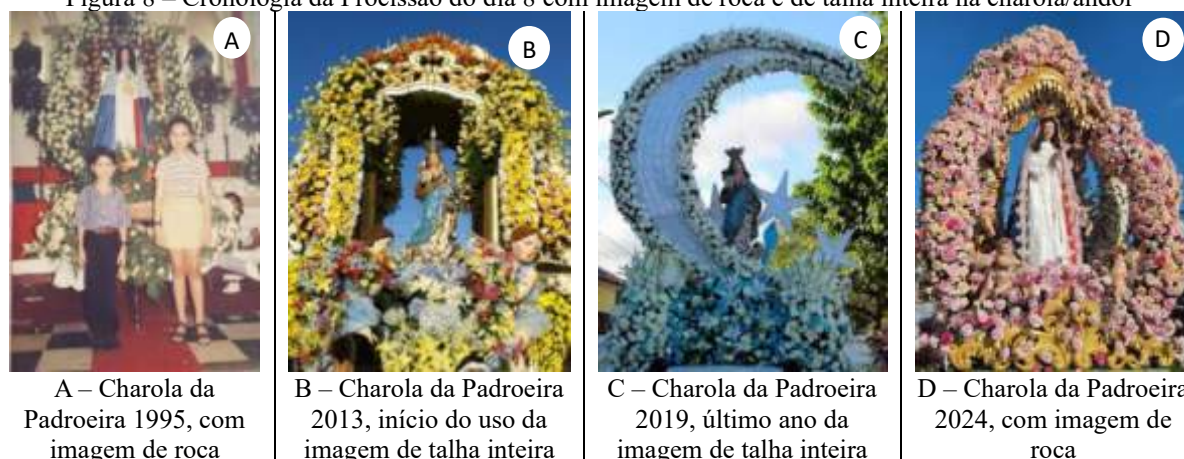 Figura 8 – Cronologia da Procissão do dia 8 com imagem de roca e de talha inteira na charola/andor
A
B
C
D
A – Charola da
Padroeira 1995, com
imagem de roca
B – Charola da Padroeira
2013, início do uso da
imagem de talha inteira
C – Charola da Padroeira
2019, último ano da
imagem de talha inteira
D – Charola da Padroeira
2024, com imagem de
roca